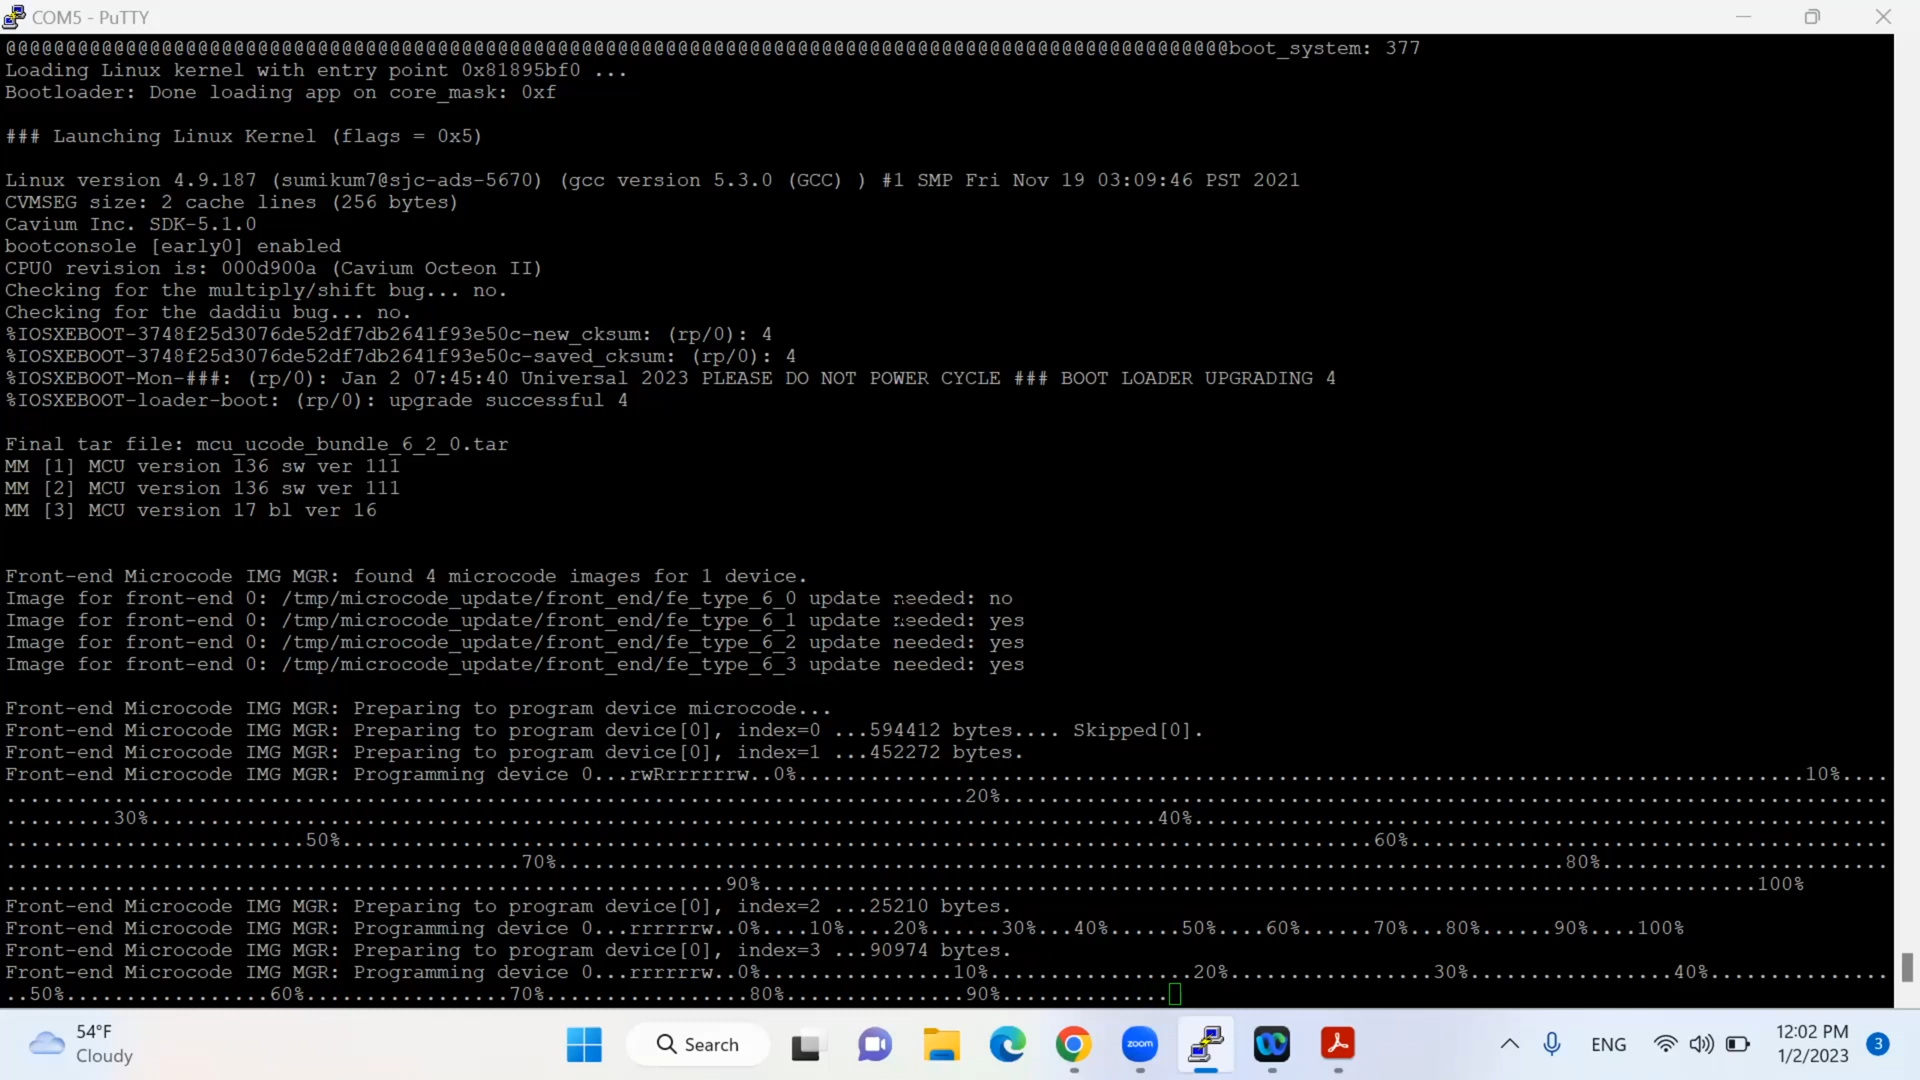 COM5 - PuTTY
@@@@@@@@@@@@@@@@@@@@@@@@@@@@@@@@@@@@@@@@@@@@@@@@@@@@@@@@@@@@@@@@@@@@@@@@@@@@@@@@@@@@@@@@@@@@@@@@@@@@@@boot_system: 377
Loading Linux kernel with entry point 0x81895bf0 ...
Bootloader: Done loading app on core_mask: 0xf
### Launching Linux Kernel (flags = 0x5)
Linux version 4.9.187 (sumikum7@sjc-ads-5670) (gcc version 5.3.0 (GCC) ) #1 SMP Fri Nov 19 03:09:46 PST 2021
CVMSEG size: 2 cache lines (256 bytes)
Cavium Inc. SDK-5.1.0
bootconsole [early0] enabled
CPU0 revision is: 000d900a (Cavium Octeon II)
Checking for the multiply/shift bug... no.
Checking for the daddiu bug... no.
%IOSXEBOOT-3748f25d3076de52df7db2641f93e50c-new_cksum: (rp/0): 4
%IOSXEBOOT-3748f25d3076de52df7db2641f93e50c-saved_cksum: (rp/0): 4
%IOSXEBOOT-Mon-###: (rp/0): Jan 2 07:45:40 Universal 2023 PLEASE DO NOT POWER CYCLE ### BOOT LOADER UPGRADING 4
%IOSXEBOOT-loader-boot: (rp/0): upgrade successful 4
Final tar file: mcu_ucode_bundle_6_2_0.tar
MM [1] MCU version 136 sw ver 111
MM [2] MCU version 136 sw ver 111
MM [3] MCU version 17 bl ver 16
Front-end Microcode IMG MGR: found 4 microcode images for 1 device.
Image for front-end 0: /tmp/microcode_update/front_end/fe_type_6_0 update needed: no
Image for front-end 0: /tmp/microcode_update/front_end/fe_type_6_1 update needed: yes
Image for front-end 0: /tmp/microcode_update/front_end/fe_type_6_2 update needed: yes
Image for front-end 0: /tmp/microcode_update/front_end/fe_type_6_3 update needed: yes
Front-end Microcode IMG MGR: Preparing to program device microcode...
Front-end Microcode IMG MGR: Preparing to program device[0], index=0 ...594412 bytes.... Skipped[0].
Front-end Microcode IMG MGR: Preparing to program device[0], index=1 ...452272 bytes.
Front-end Microcode IMG MGR: Programming device 0...rwRrrrrrrw..0%....................................................................................10%....
................................................................................20%..........................................................................
.........30%....................................................................................40%..........................................................
.........................50%......................................................................................60%........................................
...........................................70%....................................................................................80%........................
............................................................90%...................................................................................100%
Front-end Microcode IMG MGR: Preparing to program device[0], index=2 ...25210 bytes.
Front-end Microcode IMG MGR: Programming device 0...rrrrrrw..0%....10%....20%......30%...40%......50%....60%......70%...80%......90%....100%
Front-end Microcode IMG MGR: Preparing to program device[0], index=3 ...90974 bytes.
Front-end Microcode IMG MGR: Programming device 0...rrrrrrw..0%................10%.................20%.................30%.................40%...............
..50%.................60%.................70%.................80%...............90%..............
54°F
Cloudy
Search
zoom
ENG
12:02 PM
1/2/2023
3